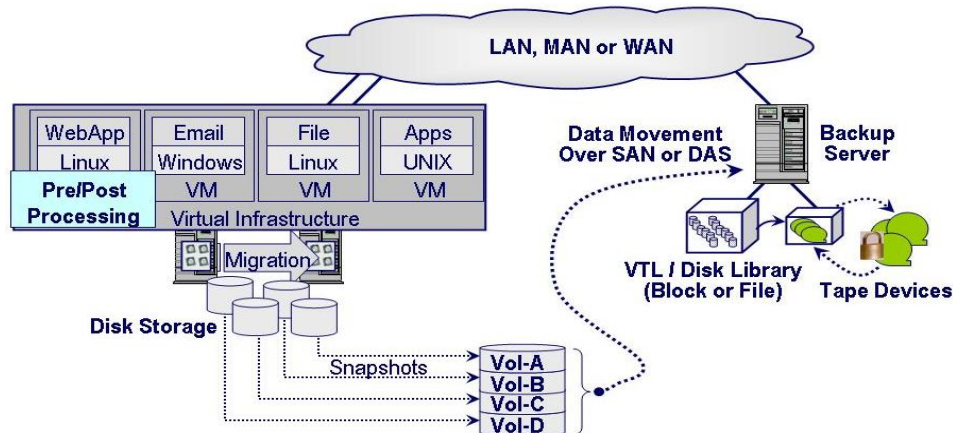 LAN, MAN or WAN
WebApp
Linux
Email
Windows
VM
File
Linux
VM
Apps
UNIX
VM
Pre/Post
Processing
Virtual Infrastructure
Migration
Disk Storage
Snapshots
Vol-A
Vol-B
Vol-C
Vol-D
Data Movement
Over SAN or DAS
Backup
Server
VTL / Disk Library
(Block or File)
Tape Devices